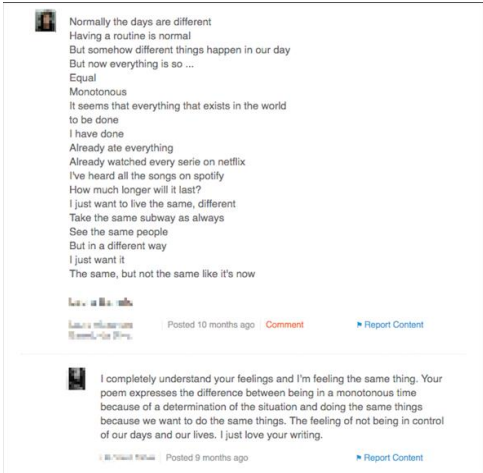 Normally the days are different
Having a routine is normal
But somehow different things happen in our day
But now everything is so ...
Equal
Monotonous
It seems that everything that exists in the world
to be done
I have done
Already ate everything
Already watched every serie on netflix
I've heard all the songs on spotify
How much longer will it last?
I just want to live the same, different
Take the same subway as always
See the same people
But in a different way
I just want it
The same, but not the same like it's now
Posted 10 months ago Comment Report Content
I completely understand your feelings and I'm feeling the same thing. Your
poem expresses the difference between being in a monotonous time
because of a determination of the situation and doing the same things
because we want to do the same things. The feeling of not being in control
of our days and our lives. I just love your writing.
Posted 9 months ago Report Content